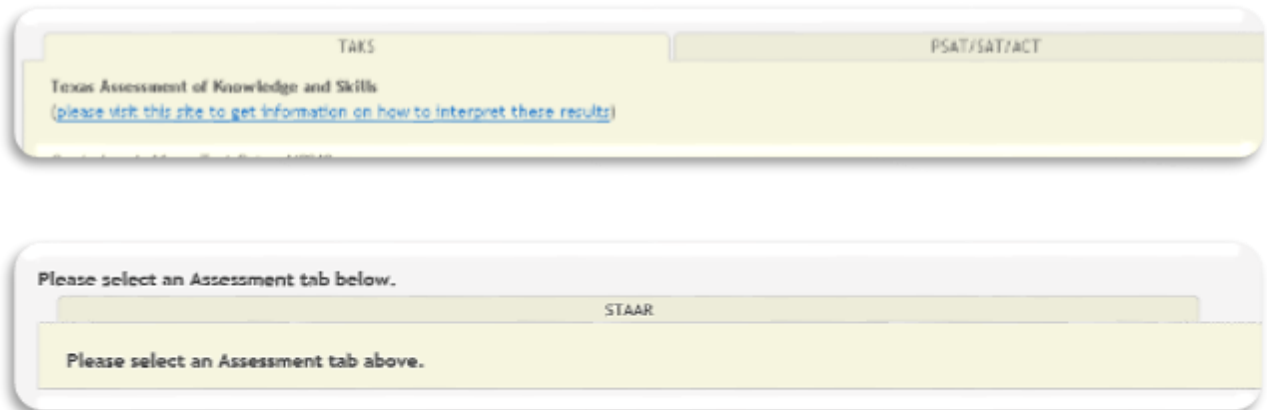 TAKS
PSAT/SAT/ACT
Texas Assessment of Knowledge and Skills
(please visit this site to get information on how to interpret these results)
Please select an Assessment tab below.
STAAR
Please select an Assessment tab above.